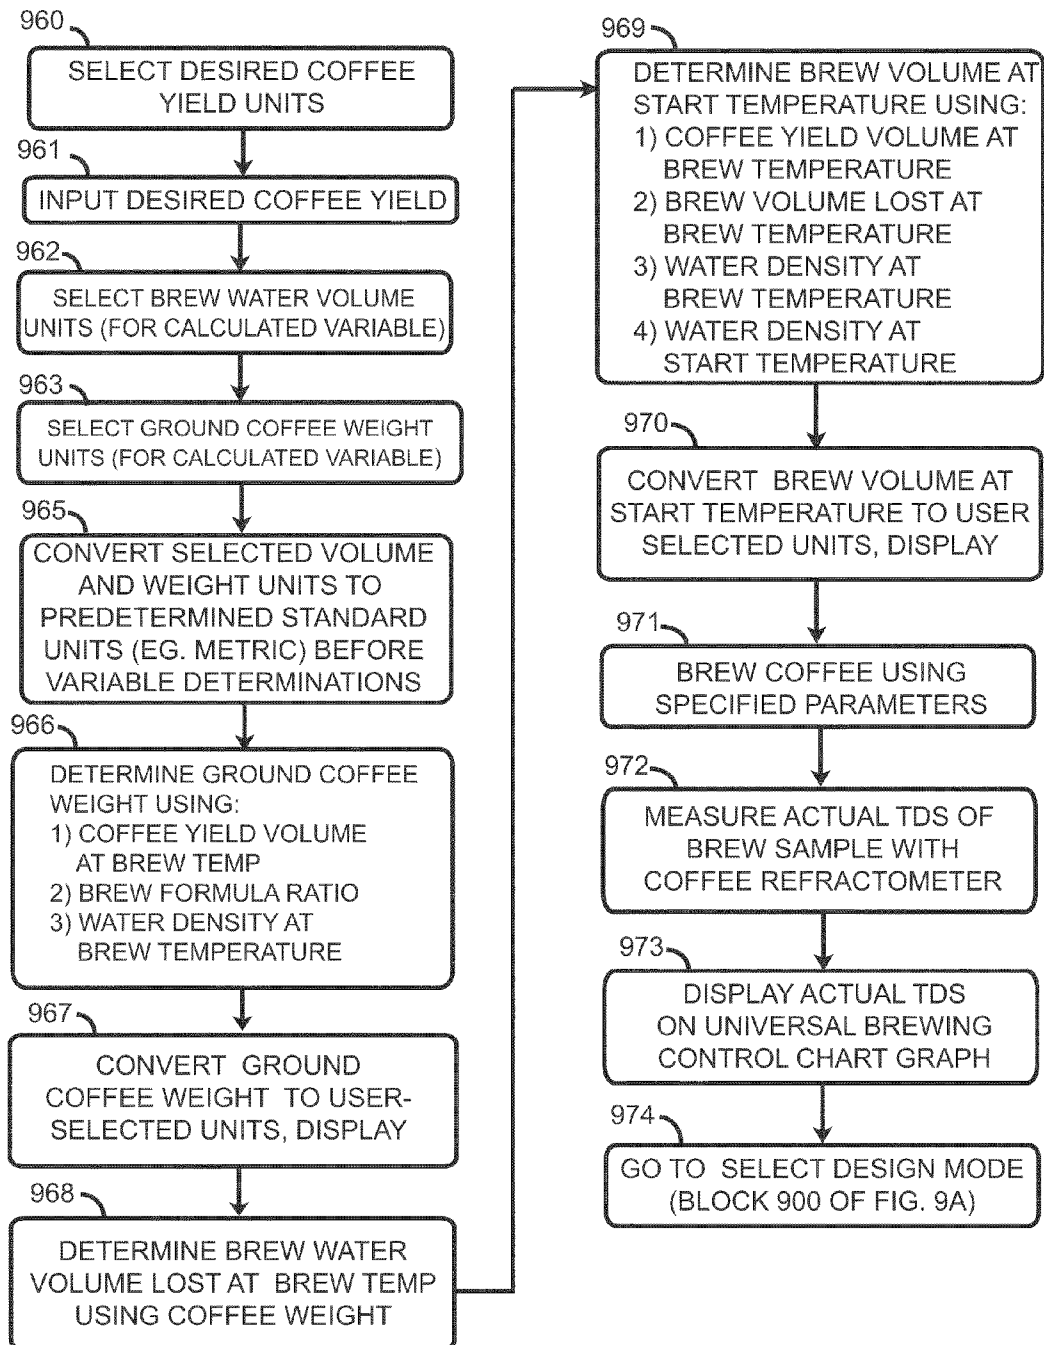 960
SELECT DESIRED COFFEE
YIELD UNITS
961
INPUT DESIRED COFFEE YIELD
962
SELECT BREW WATER VOLUME
UNITS (FOR CALCULATED VARIABLE)
963
SELECT GROUND COFFEE WEIGHT
UNITS (FOR CALCULATED VARIABLE)
965
CONVERT SELECTED VOLUME
AND WEIGHT UNITS TO
PREDETERMINED STANDARD
UNITS (EG. METRIC) BEFORE
VARIABLE DETERMINATIONS
966
DETERMINE GROUND COFFEE
WEIGHT USING:
1) COFFEE YIELD VOLUME
AT BREW TEMP
2) BREW FORMULA RATIO
3) WATER DENSITY AT
BREW TEMPERATURE
967
CONVERT GROUND
COFFEE WEIGHT TO USER-
SELECTED UNITS, DISPLAY
968
DETERMINE BREW WATER
VOLUME LOST AT BREW TEMP
USING COFFEE WEIGHT
969
DETERMINE BREW VOLUME AT
START TEMPERATURE USING:
1) COFFEE YIELD VOLUME AT
BREW TEMPERATURE
2) BREW VOLUME LOST AT
BREW TEMPERATURE
3) WATER DENSITY AT
BREW TEMPERATURE
4) WATER DENSITY AT
START TEMPERATURE
970
CONVERT BREW VOLUME AT
START TEMPERATURE TO USER
SELECTED UNITS, DISPLAY
971
BREW COFFEE USING
SPECIFIED PARAMETERS
972
MEASURE ACTUAL TDS OF
BREW SAMPLE WITH
COFFEE REFRACTOMETER
973
DISPLAY ACTUAL TDS
ON UNIVERSAL BREWING
CONTROL CHART GRAPH
974
GO TO SELECT DESIGN MODE
(BLOCK 900 OF FIG. 9A)